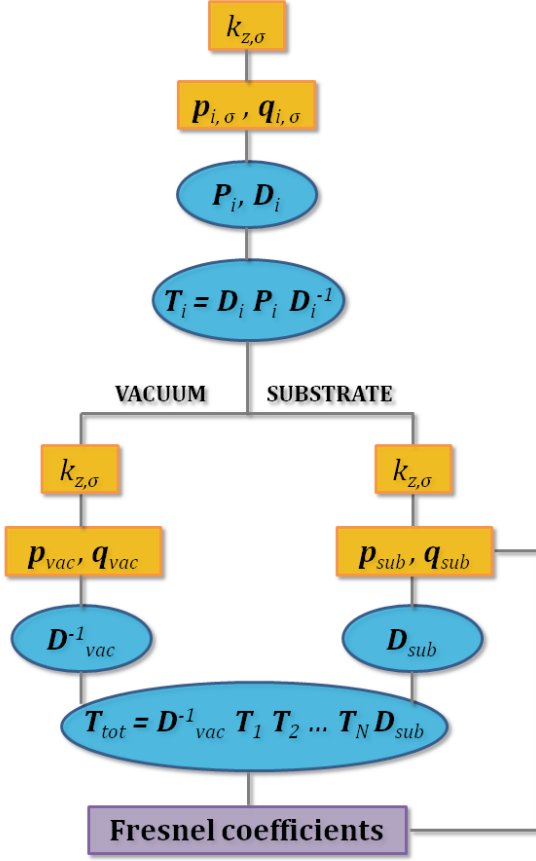 k_{z,σ}
p_{i, σ} , q_{i, σ}
P_i, D_i
T_i = D_i P_i D_i^{-1}
VACUUM SUBSTRATE
k_{z,σ} k_{z,σ}
p_{vac}, q_{vac} p_{sub}, q_{sub}
D^{-1}_{vac} D_{sub}
T_{tot} = D^{-1}_{vac} T_1 T_2 ... T_N D_{sub}
Fresnel coefficients